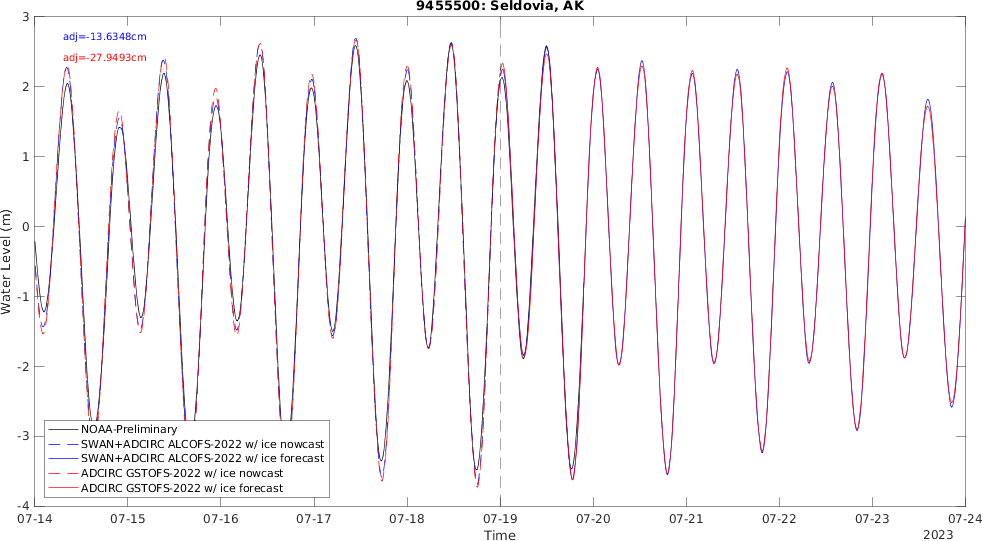 9455500: Seldovia, AK
adj=-13.6348cm
adj=-27.9493cm
Water Level (m)
3
2
1
0
-1
-2
-3
-4
NOAA-Preliminary
SWAN+ADCIRC ALCOFS-2022 w/ ice nowcast
SWAN+ADCIRC ALCOFS-2022 w/ ice forecast
ADCIRC GSTOFS-2022 w/ ice nowcast
ADCIRC GSTOFS-2022 w/ ice forecast
07-14 07-15 07-16 07-17 07-18 07-19 07-20 07-21 07-22 07-23 07-24
Time
2023